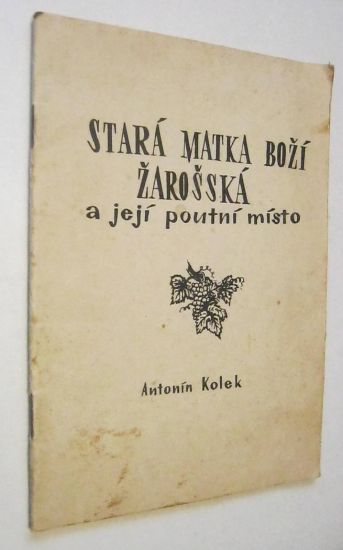 STARÁ MATKA BOŽÍ
ŽAROŠSKÁ
a její poutní místo
Antonín Kolek